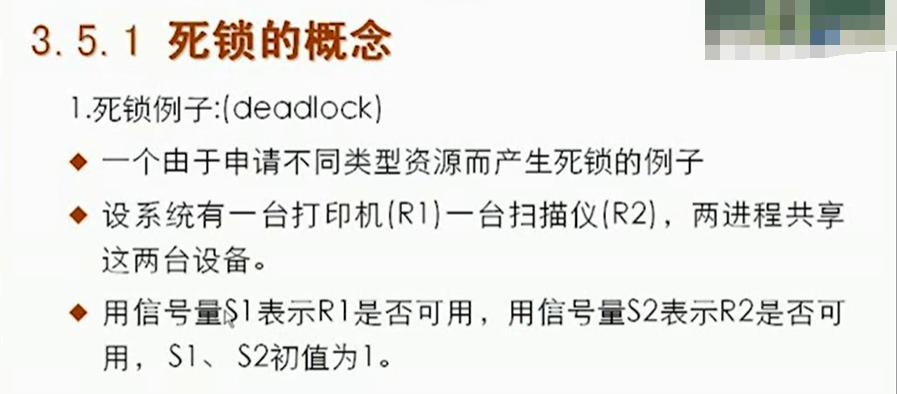 3.5.1 死锁的概念
1.死锁例子:(deadlock)
◆ 一个由于申请不同类型资源而产生死锁的例子
◆ 设系统有一台打印机(R1)一台扫描仪(R2)，两进程共享
这两台设备。
◆ 用信号量S1表示R1是否可用，用信号量S2表示R2是否可
用， S1、 S2初值为1。